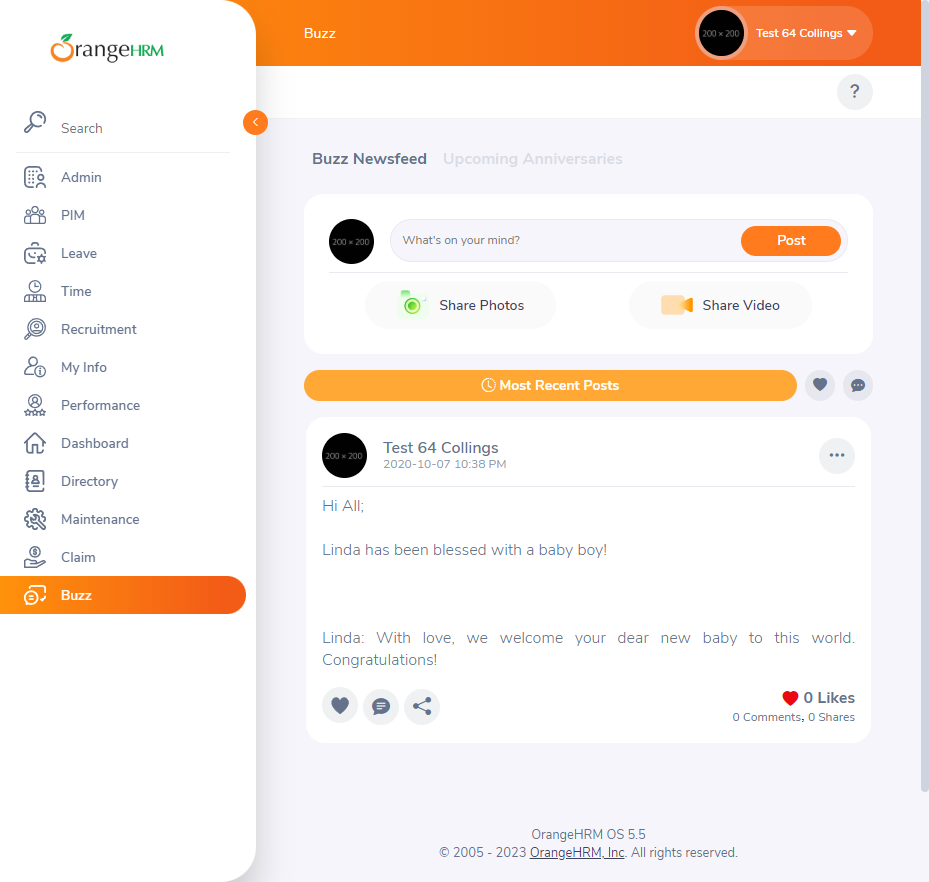 OrangeHRM
Search
Admin
PIM
Leave
Time
Recruitment
My Info
Performance
Dashboard
Directory
Maintenance
Claim
Buzz
Buzz
200 × 200
Test 64 Collings
?
Buzz Newsfeed Upcoming Anniversaries
200 × 200
What's on your mind?
Post
Share Photos
Share Video
Most Recent Posts
200 × 200
Test 64 Collings
2020-10-07 10:38 PM
Hi All;
Linda has been blessed with a baby boy!
Linda: With love, we welcome your dear new baby to this world.
Congratulations!
0 Likes
0 Comments, 0 Shares
OrangeHRM OS 5.5
© 2005 - 2023 OrangeHRM, Inc. All rights reserved.